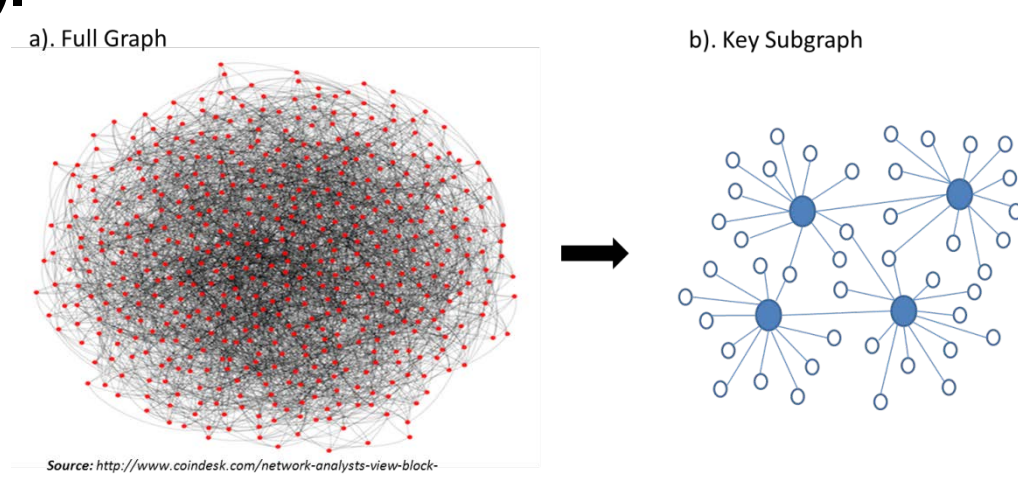 a). Full Graph
b). Key Subgraph
Source: http://www.coindesk.com/network-analysts-view-block-